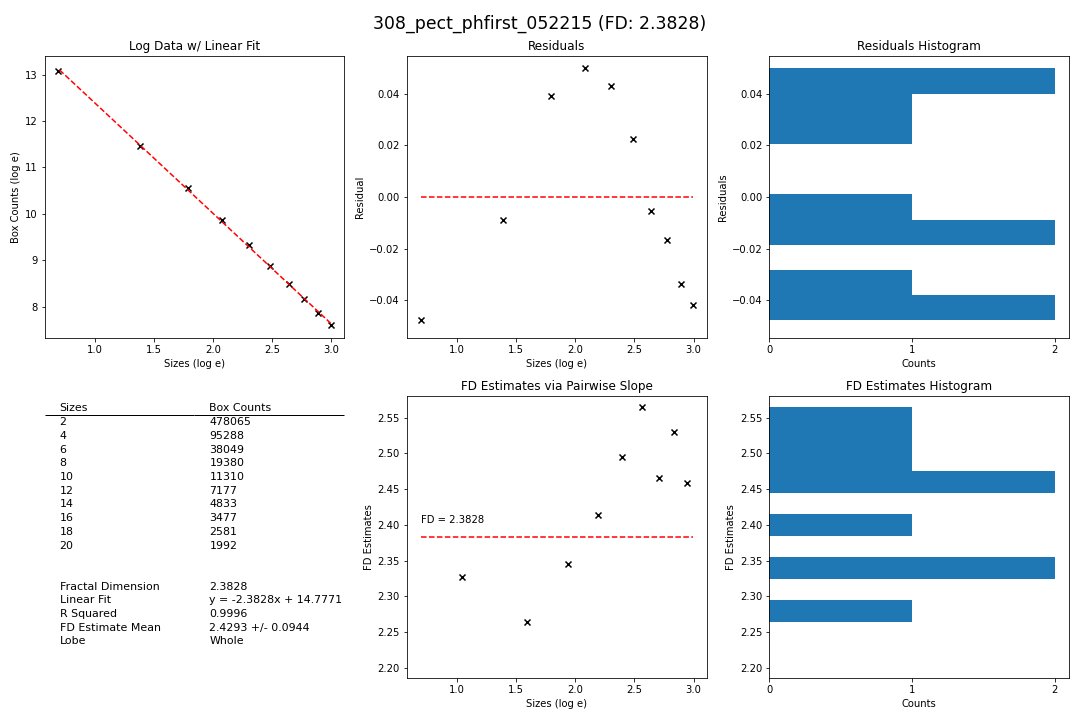 308_pect_phfirst_052215 (FD: 2.3828)
Log Data w/ Linear Fit
Box Counts (log e)
13
12
11
10
9
8
1.0 1.5 2.0 2.5 3.0
Sizes (log e)
Residuals
Residual
0.04
0.02
0.00
−0.02
−0.04
1.0 1.5 2.0 2.5 3.0
Sizes (log e)
Residuals Histogram
Residuals
0.04
0.02
0.00
−0.02
−0.04
0 1 2
Counts
Sizes Box Counts
2 478065
4 95288
6 38049
8 19380
10 11310
12 7177
14 4833
16 3477
18 2581
20 1992
Fractal Dimension 2.3828
Linear Fit y = -2.3828x + 14.7771
R Squared 0.9996
FD Estimate Mean 2.4293 +/- 0.0944
Lobe Whole
FD Estimates via Pairwise Slope
FD Estimates
2.55
2.50
2.45
2.40
2.35
2.30
2.25
2.20
FD = 2.3828
1.0 1.5 2.0 2.5 3.0
Sizes (log e)
FD Estimates Histogram
FD Estimates
2.55
2.50
2.45
2.40
2.35
2.30
2.25
2.20
0 1 2
Counts